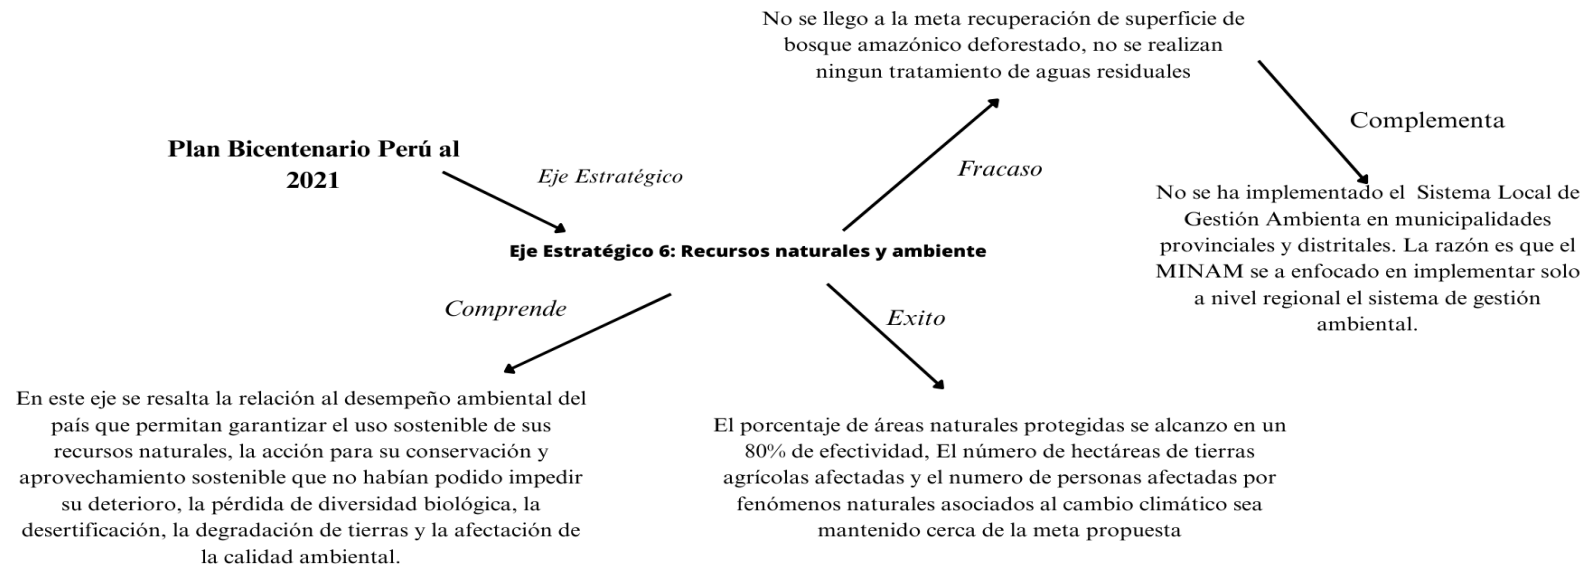 No se llego a la meta recuperación de superficie de
bosque amazónico deforestado, no se realizan
ningun tratamiento de aguas residuales
Complementa
Plan Bicentenario Perú al
2021
Eje Estratégico
Fracaso
No se ha implementado el  Sistema Local de
Gestión Ambienta en municipalidades
provinciales y distritales. La razón es que el
MINAM se a enfocado en implementar solo
a nivel regional el sistema de gestión
ambiental.
Eje Estratégico 6: Recursos naturales y ambiente
Comprende
Exito
En este eje se resalta la relación al desempeño ambiental del
país que permitan garantizar el uso sostenible de sus
recursos naturales, la acción para su conservación y
aprovechamiento sostenible que no habían podido impedir
su deterioro, la pérdida de diversidad biológica, la
desertificación, la degradación de tierras y la afectación de
la calidad ambiental.
El porcentaje de áreas naturales protegidas se alcanzo en un
80% de efectividad, El número de hectáreas de tierras
agrícolas afectadas y el numero de personas afectadas por
fenómenos naturales asociados al cambio climático sea
mantenido cerca de la meta propuesta